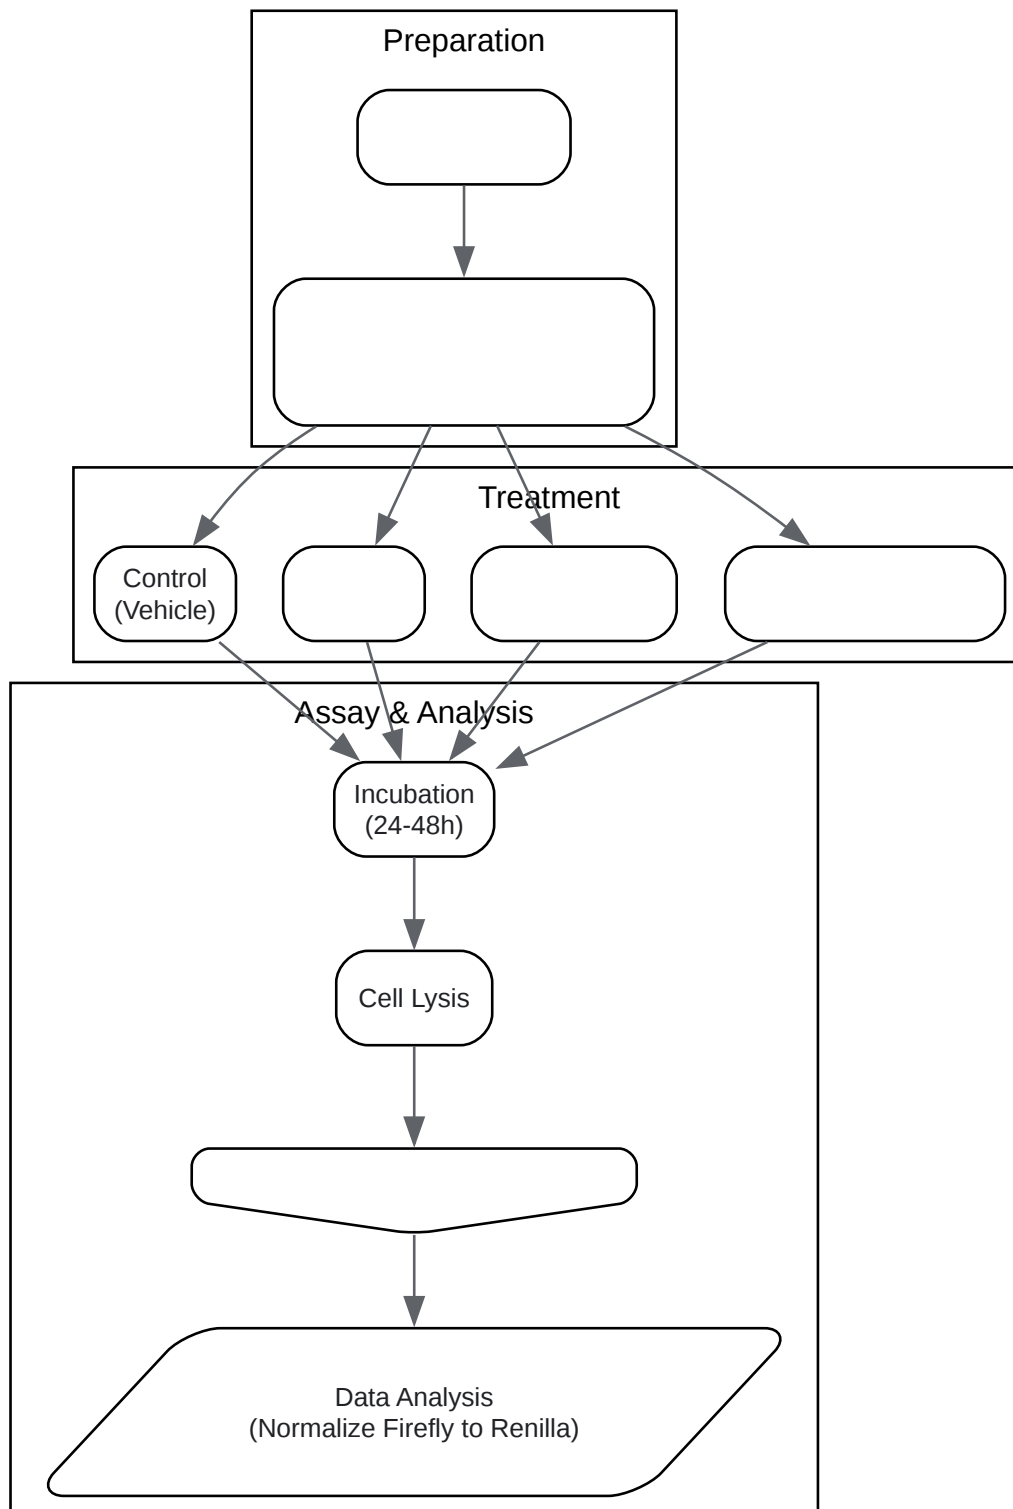 Preparation
Treatment
Control
(Vehicle)
Assay & Analysis
Incubation
(24-48h)
Cell Lysis
Data Analysis
(Normalize Firefly to Renilla)